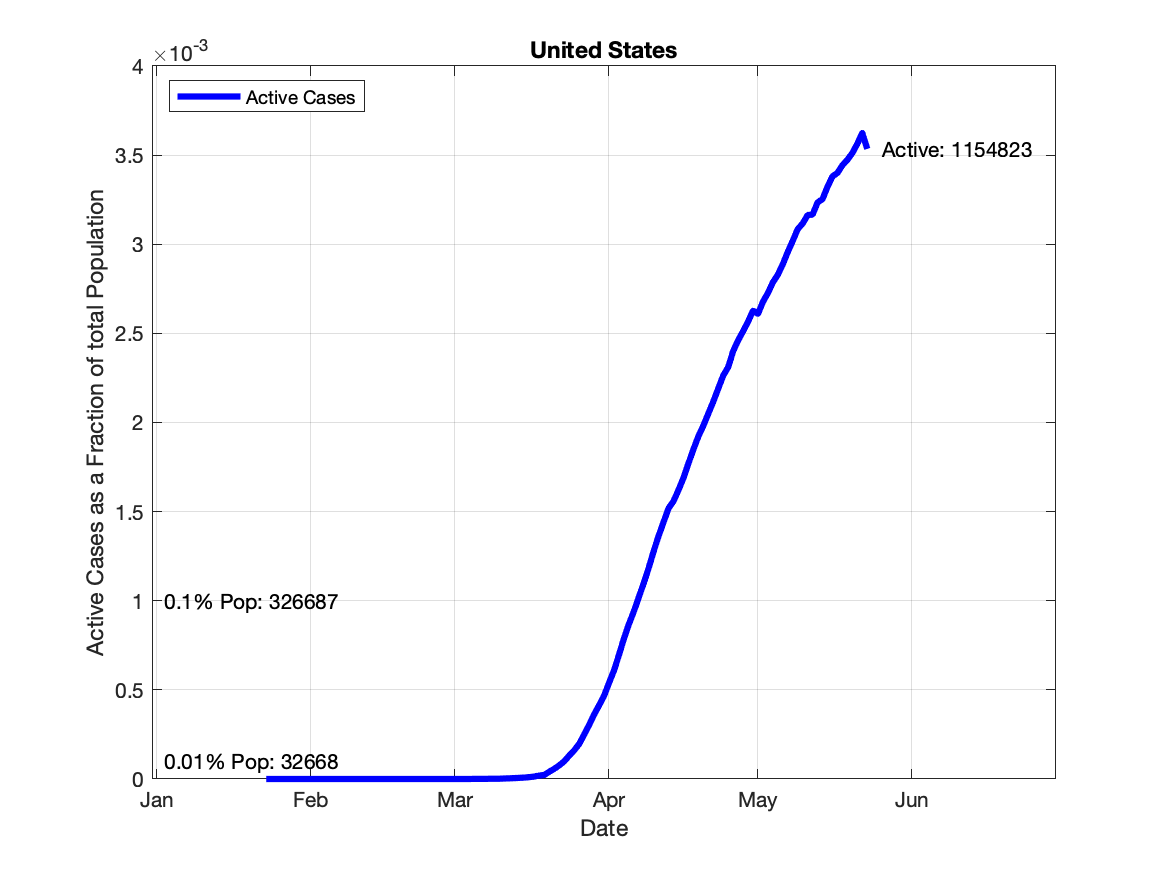 United States
×10-3
4
3.5
3
2.5
2
1.5
1
0.5
0
Active Cases as a Fraction of total Population
Active Cases
Active: 1154823
0.1% Pop: 326687
0.01% Pop: 32668
Jan Feb Mar Apr May Jun
Date